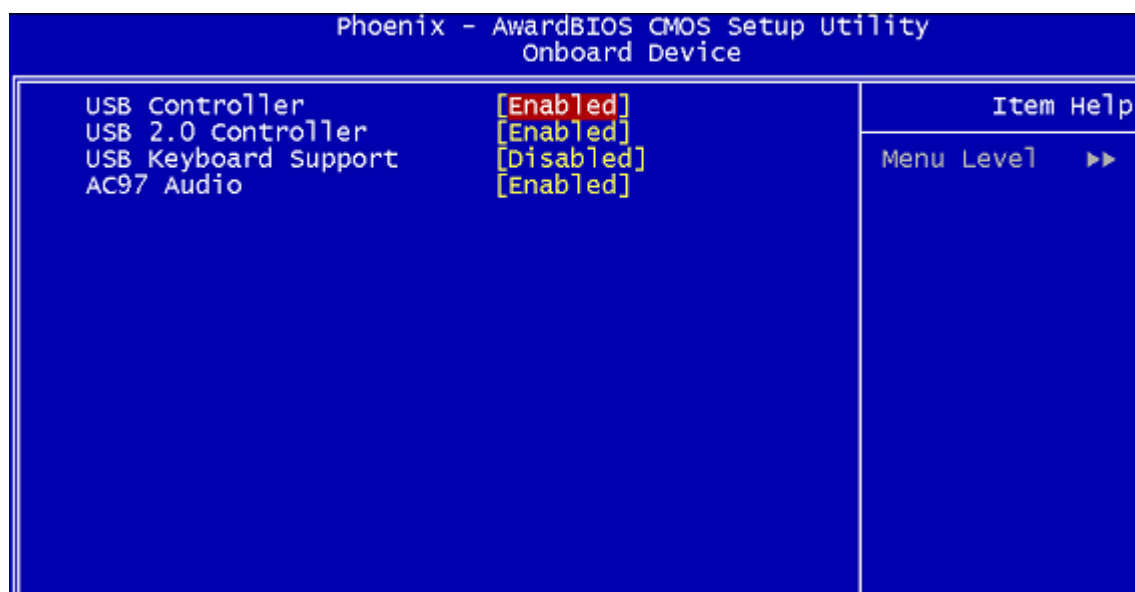 Phoenix - AwardBIOS CMOS Setup Utility
Onboard Device
USB Controller [Enabled]
USB 2.0 Controller [Enabled]
USB Keyboard Support [Disabled]
AC97 Audio [Enabled]
Item Help
Menu Level ▶▶